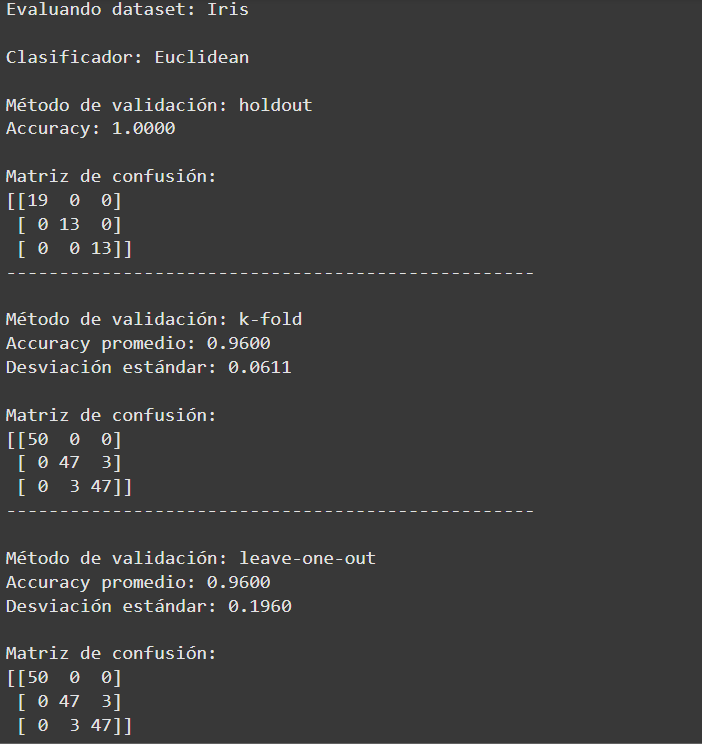 Evaluando dataset: Iris
Clasificador: Euclidean
Método de validación: holdout
Accuracy: 1.0000
Matriz de confusión:
[[19  0  0]
 [ 0 13  0]
 [ 0  0 13]]
--------------------------------------------------
Método de validación: k-fold
Accuracy promedio: 0.9600
Desviación estándar: 0.0611
Matriz de confusión:
[[50  0  0]
 [ 0 47  3]
 [ 0  3 47]]
--------------------------------------------------
Método de validación: leave-one-out
Accuracy promedio: 0.9600
Desviación estándar: 0.1960
Matriz de confusión:
[[50  0  0]
 [ 0 47  3]
 [ 0  3 47]]